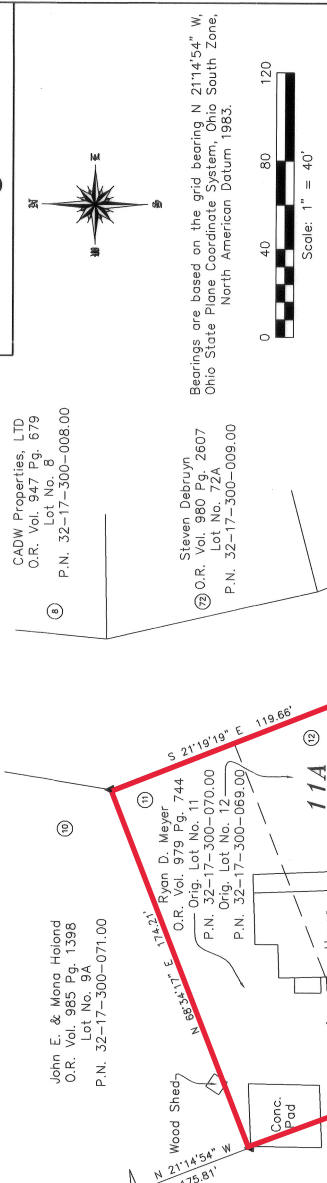 John E. & Mona Holond
O.R. Vol. 985 Pg. 1398
Lot No. 9A
P.N. 32-17-300-071.00
10
CADW Properties, LTD
O.R. Vol. 947 Pg. 679
Lot No. 8
P.N. 32-17-300-008.00
8
Steven Debruyn
72
O.R. Vol. 980 Pg. 2607
Lot No. 72A
P.N. 32-17-300-009.00
Bearings are based on the grid bearing N 21°14'54" W,
Ohio State Plane Coordinate System, Ohio South Zone,
North American Datum 1983.
0 40 80 120
Scale: 1" = 40'
N 68°34'17" E 174.21'
11
Ryan D. Meyer
O.R. Vol. 979 Pg. 744
Orig. Lot No. 11
P.N. 32-17-300-070.00
Orig. Lot No. 12
P.N. 32-17-300-069.00
S 21°19'19" E 119.66'
12
11A
Wood Shed
N 21°14'54" W
175.81'
Conc.
Pad